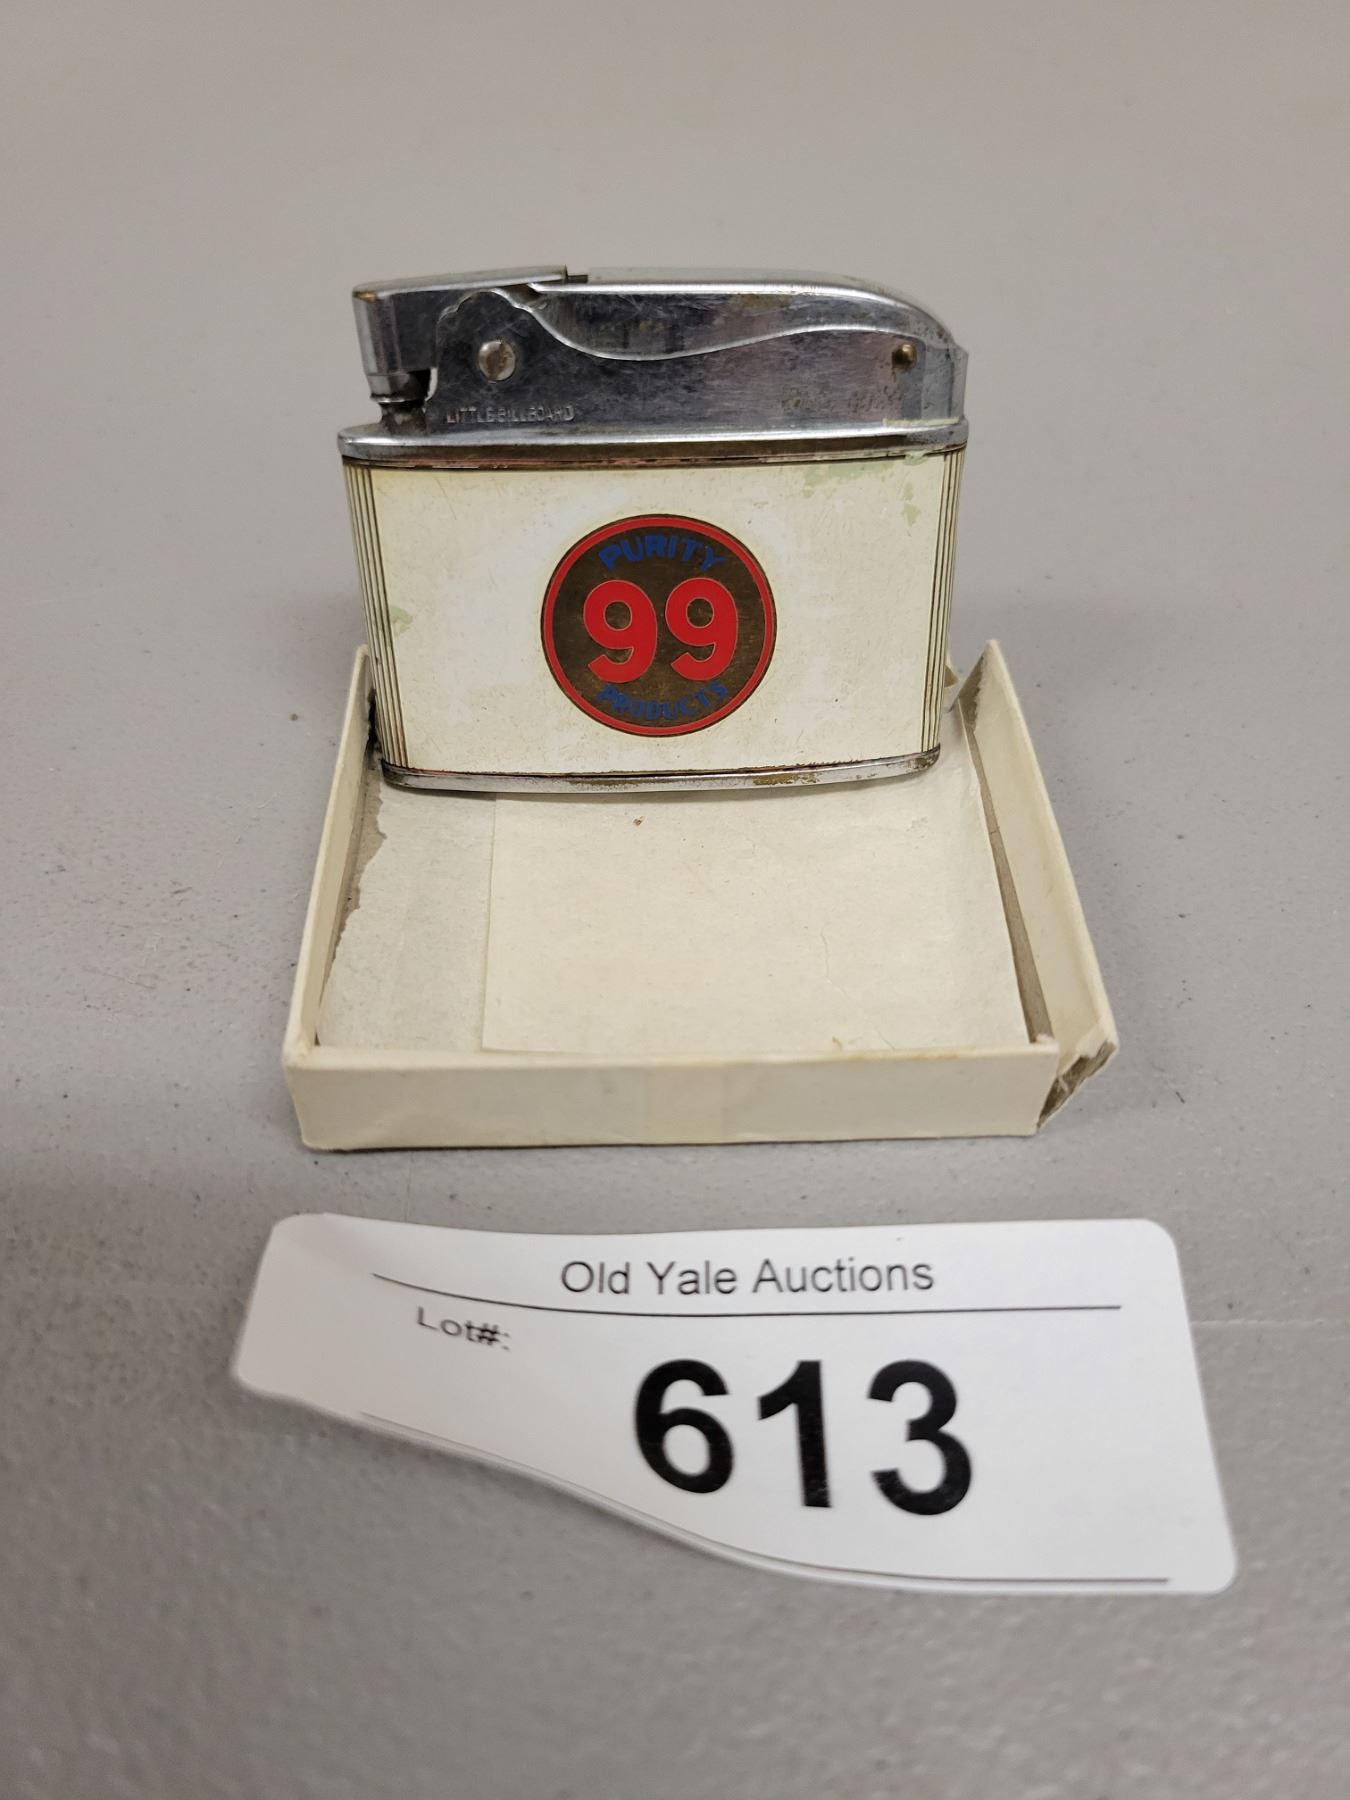 LITTLE BILLBOARD
PURITY
99
PRODUCTS
Old Yale Auctions
Lot#:
613